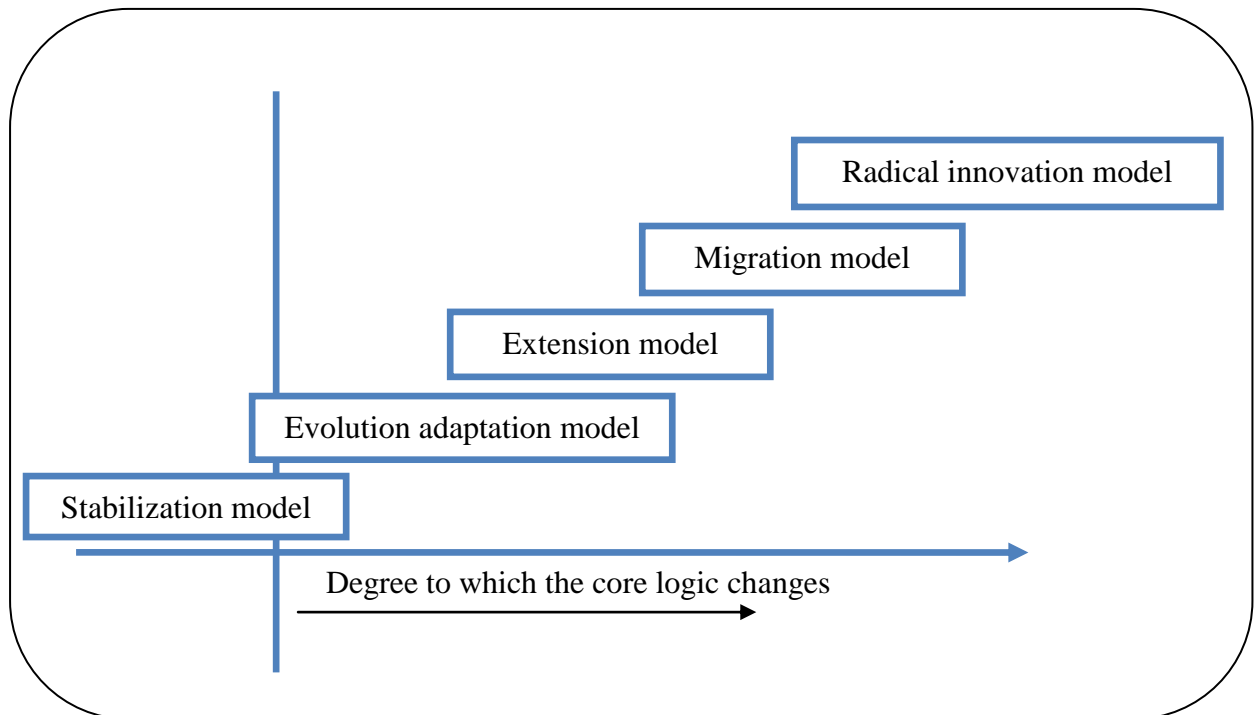 Radical innovation model
Migration model
Extension model
Evolution adaptation model
Stabilization model
Degree to which the core logic changes